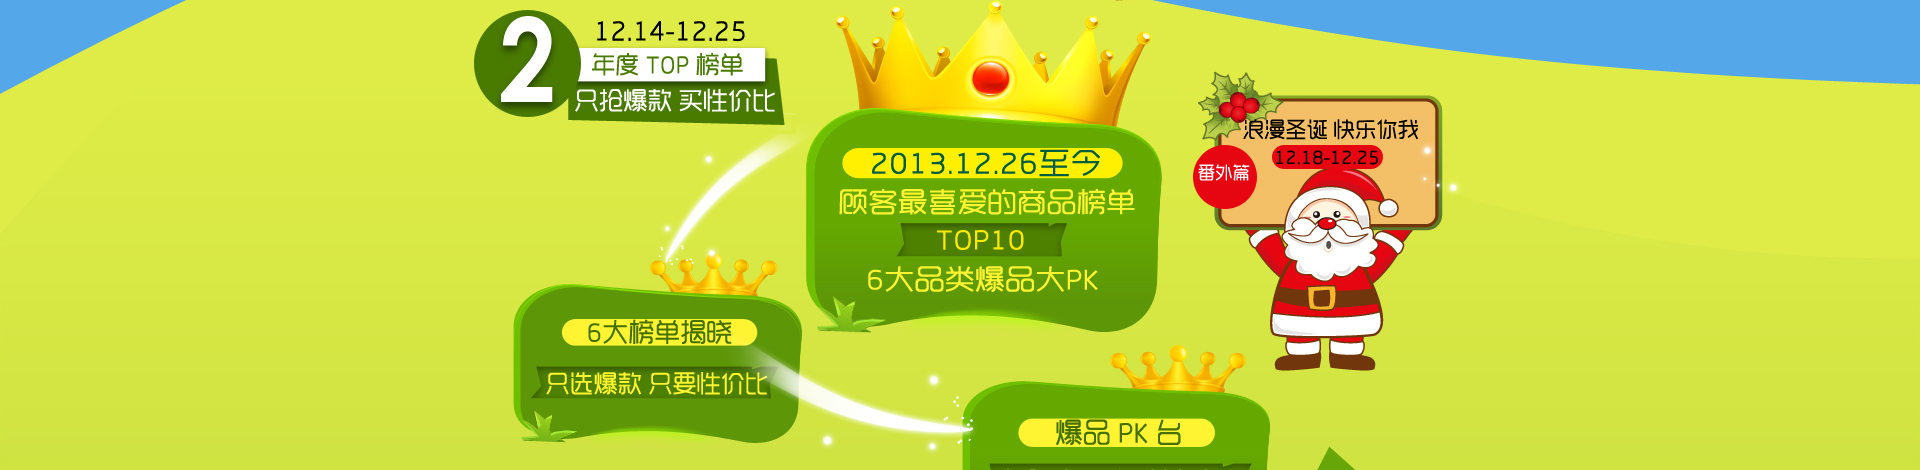 2
12.14-12.25
年度 TOP 榜单
只抢爆款 买性价比
2013.12.26至今
顾客最喜爱的商品榜单
TOP10
6大品类爆品大PK
浪漫圣诞 快乐你我
12.18-12.25
番外篇
6大榜单揭晓
只选爆款 只要性价比
爆品 PK 台